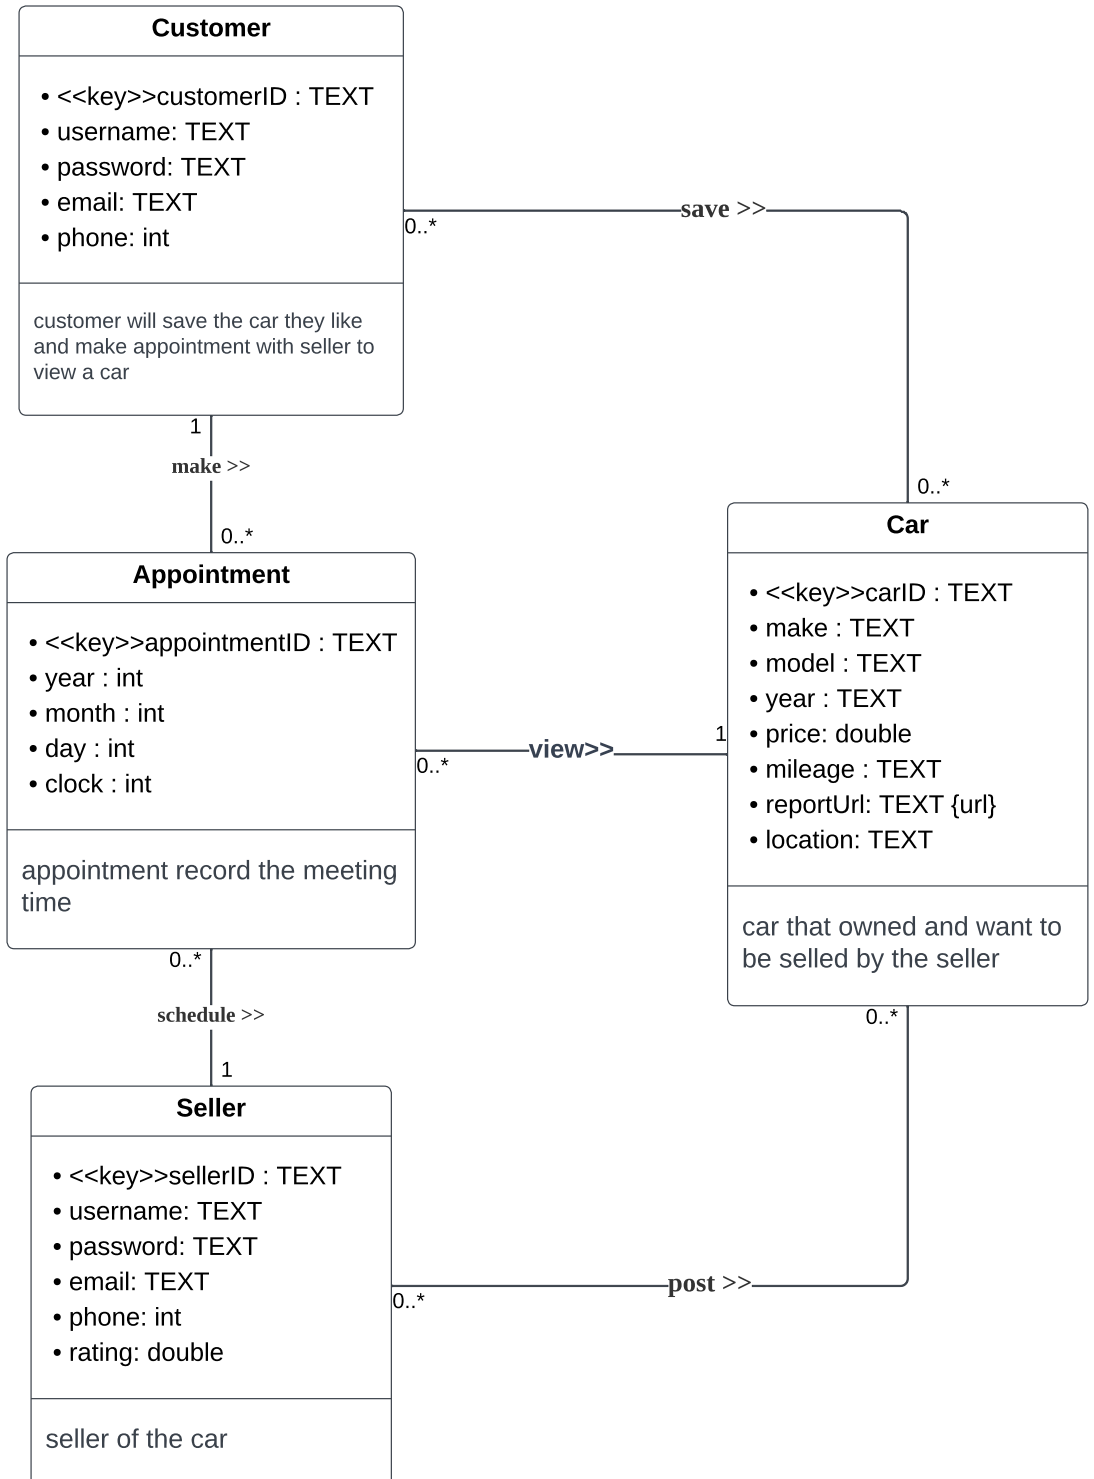 Customer
• <<key>>customerID : TEXT
• username: TEXT
• password: TEXT
• email: TEXT
• phone: int
customer will save the car they like
and make appointment with seller to
view a car
save >>
0..*
0..*
1
make >>
0..*
Appointment
• <<key>>appointmentID : TEXT
• year : int
• month : int
• day : int
• clock : int
appointment record the meeting
time
view>>
0..*
1
Car
• <<key>>carID : TEXT
• make : TEXT
• model : TEXT
• year : TEXT
• price: double
• mileage : TEXT
• reportUrl: TEXT {url}
• location: TEXT
car that owned and want to
be selled by the seller
0..*
0..*
schedule >>
1
Seller
• <<key>>sellerID : TEXT
• username: TEXT
• password: TEXT
• email: TEXT
• phone: int
• rating: double
seller of the car
post >>
0..*